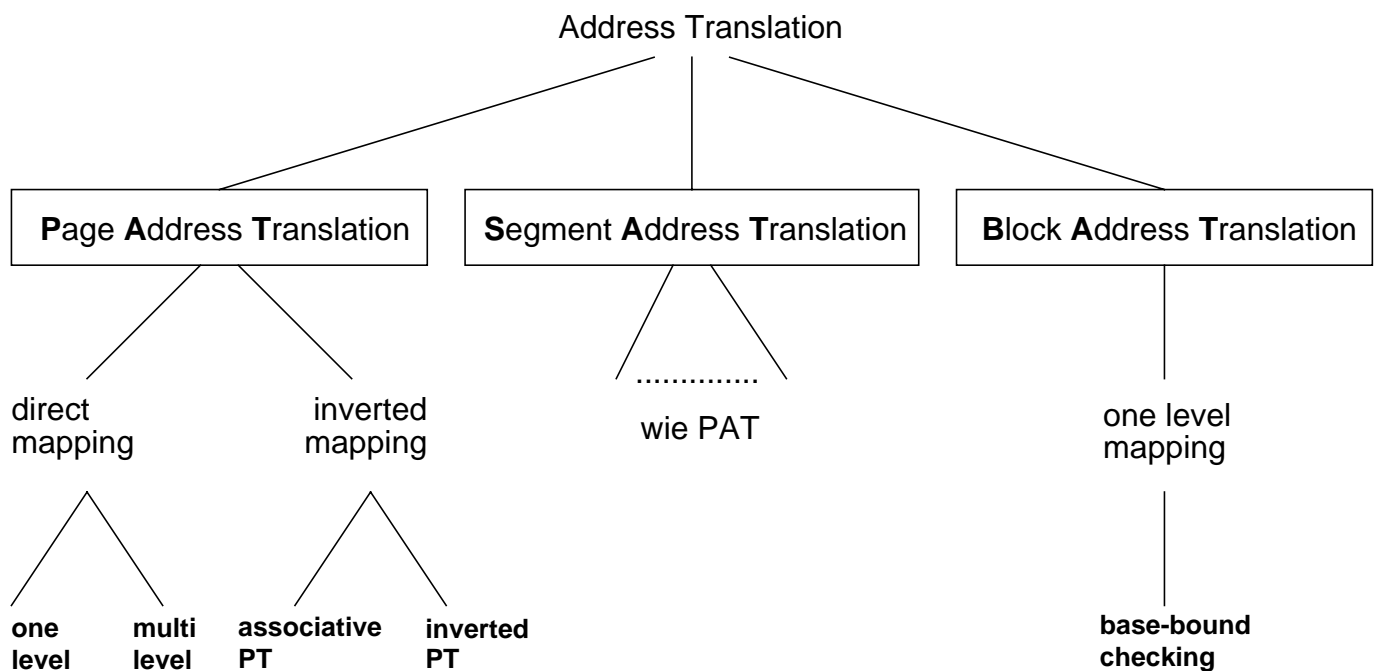 Address Translation
Page Address Translation
Segment Address Translation
Block Address Translation
direct
mapping
inverted
mapping
..............
wie PAT
one level
mapping
one
level
multi
level
associative
PT
inverted
PT
base-bound
checking